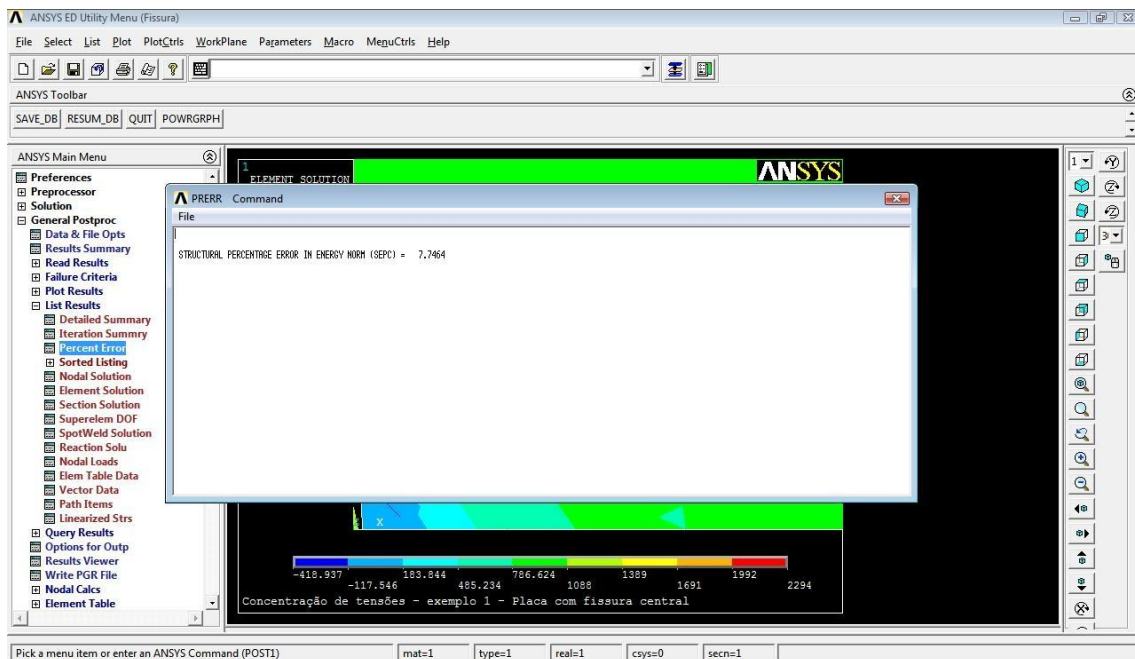 ANSYS ED Utility Menu (Fissura)
File Select List Plot PlotCtrls WorkPlane Parameters Macro MenuCtrls Help
ANSYS Toolbar
SAVE_DB RESUM_DB QUIT POWRGRPH
ANSYS Main Menu
Preferences
Preprocessor
Solution
General Postproc
Data & File Opts
Results Summary
Read Results
Failure Criteria
Plot Results
List Results
Detailed Summary
Iteration Summry
Percent Error
Sorted Listing
Nodal Solution
Element Solution
Section Solution
Superelem DOF
SpotWeld Solution
Reaction Solu
Nodal Loads
Elem Table Data
Vector Data
Path Items
Linearized Strs
Query Results
Options for Outp
Results Viewer
Write PGR File
Nodal Calcs
Element Table
1
ELEMENT SOLUTION
ANSYS
PRERR Command
File
STRUCTURAL PERCENTAGE ERROR IN ENERGY NORM (SEPC) = 7.7464
X
-418.937 183.844 786.624 1389 1992
-117.546 485.234 1088 1691 2294
Concentração de tensões - exemplo 1 - Placa com fissura central
1
Pick a menu item or enter an ANSYS Command (POST1) mat=1 type=1 real=1 csys=0 secn=1